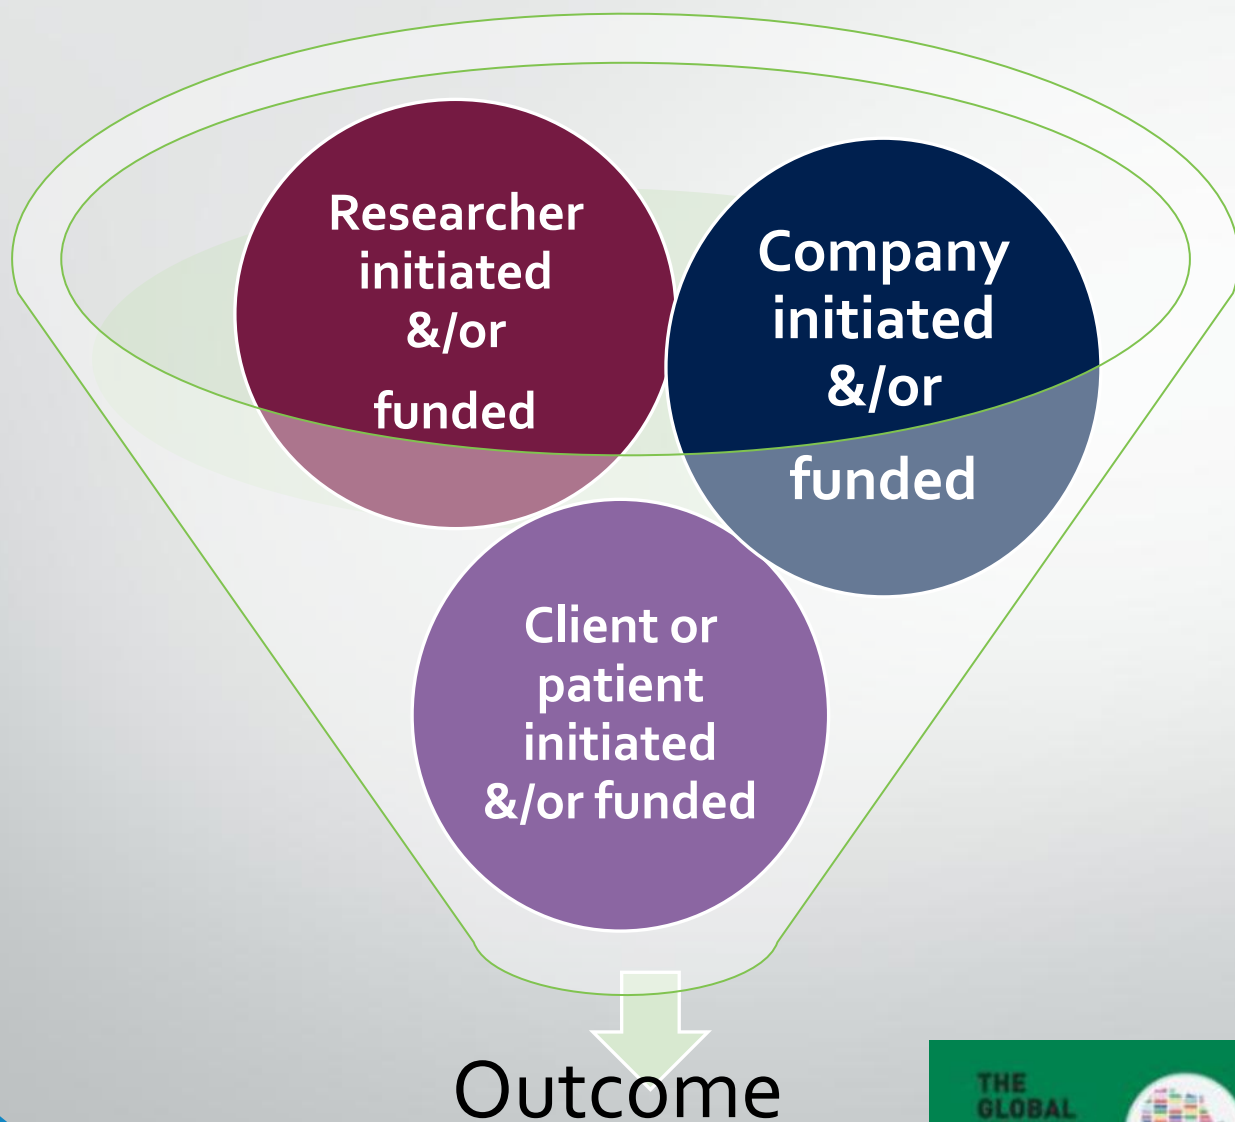 Researcher
initiated
&/or
funded
Company
initiated
&/or
funded
Client or
patient
initiated
&/or funded
Outcome
THE
GLOBAL